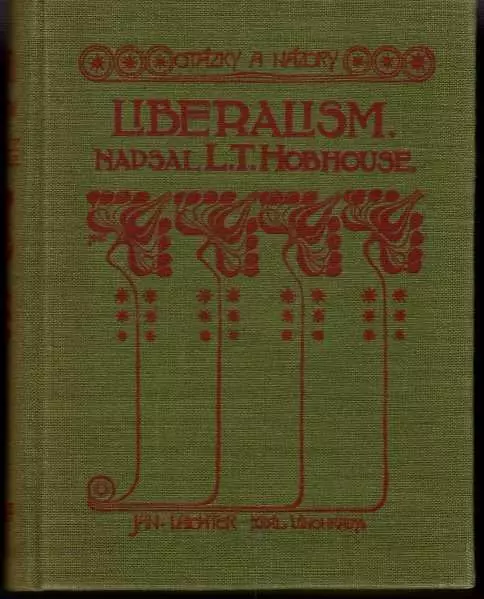 OTÁZKY A NÁZORY
LIBERALISM.
NAPSAL L.T. HOBHOUSE.
JAN LAICHTER KRÁL. VINOHRADY.